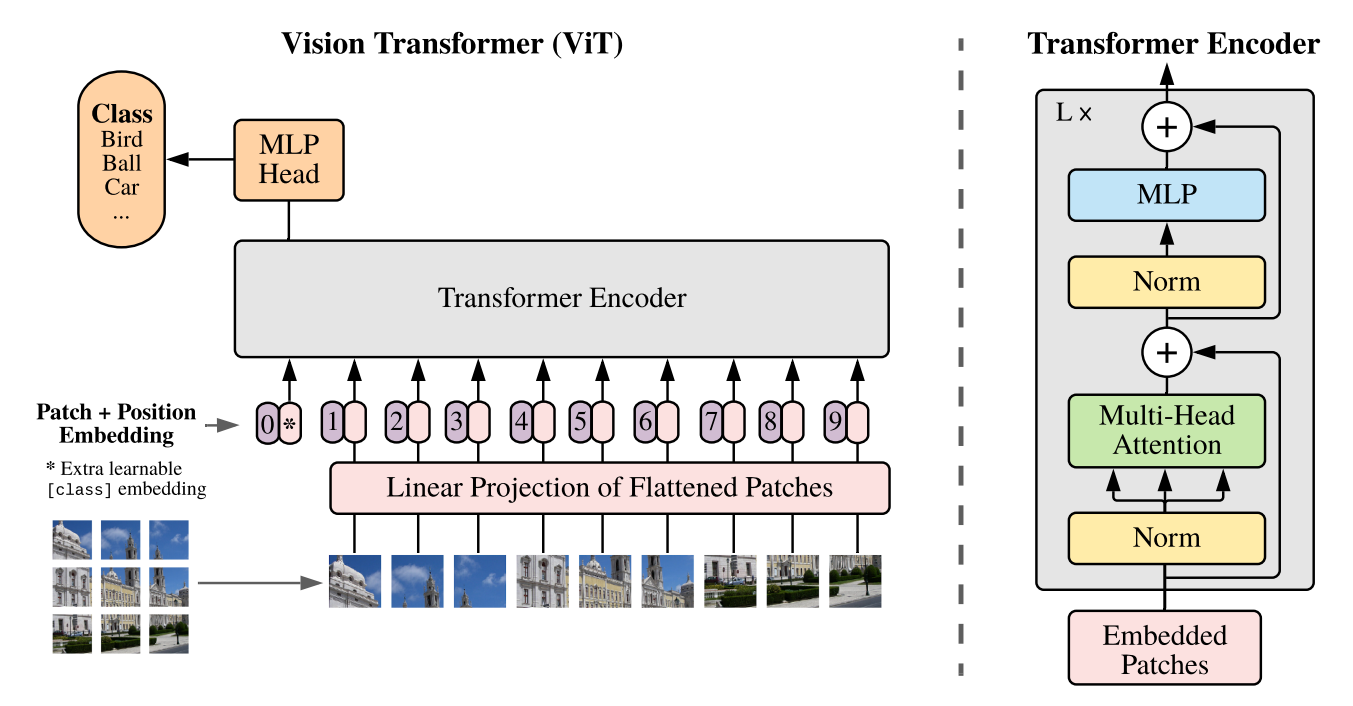 Vision Transformer (ViT)
Class
Bird
Ball
Car
...
MLP
Head
Transformer Encoder
Patch + Position
Embedding
0 * 1 2 3 4 5 6 7 8 9
* Extra learnable
[class] embedding
Linear Projection of Flattened Patches
Transformer Encoder
L x
+
MLP
Norm
+
Multi-Head
Attention
Norm
Embedded
Patches